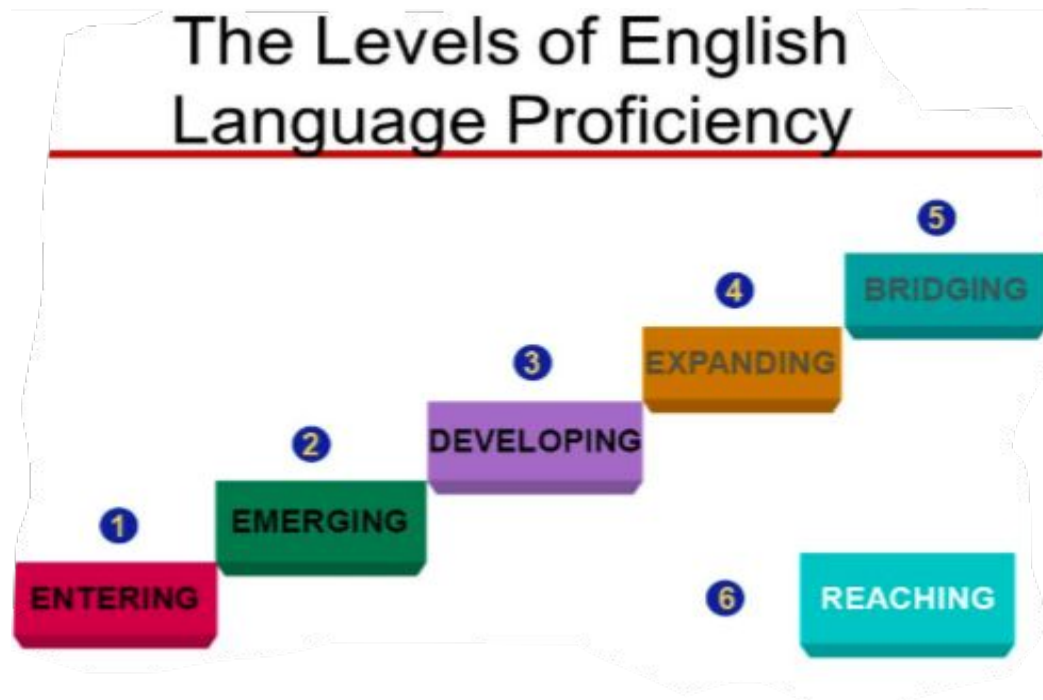 The Levels of English
Language Proficiency
5
BRIDGING
4
EXPANDING
3
DEVELOPING
2
EMERGING
1
ENTERING
6
REACHING